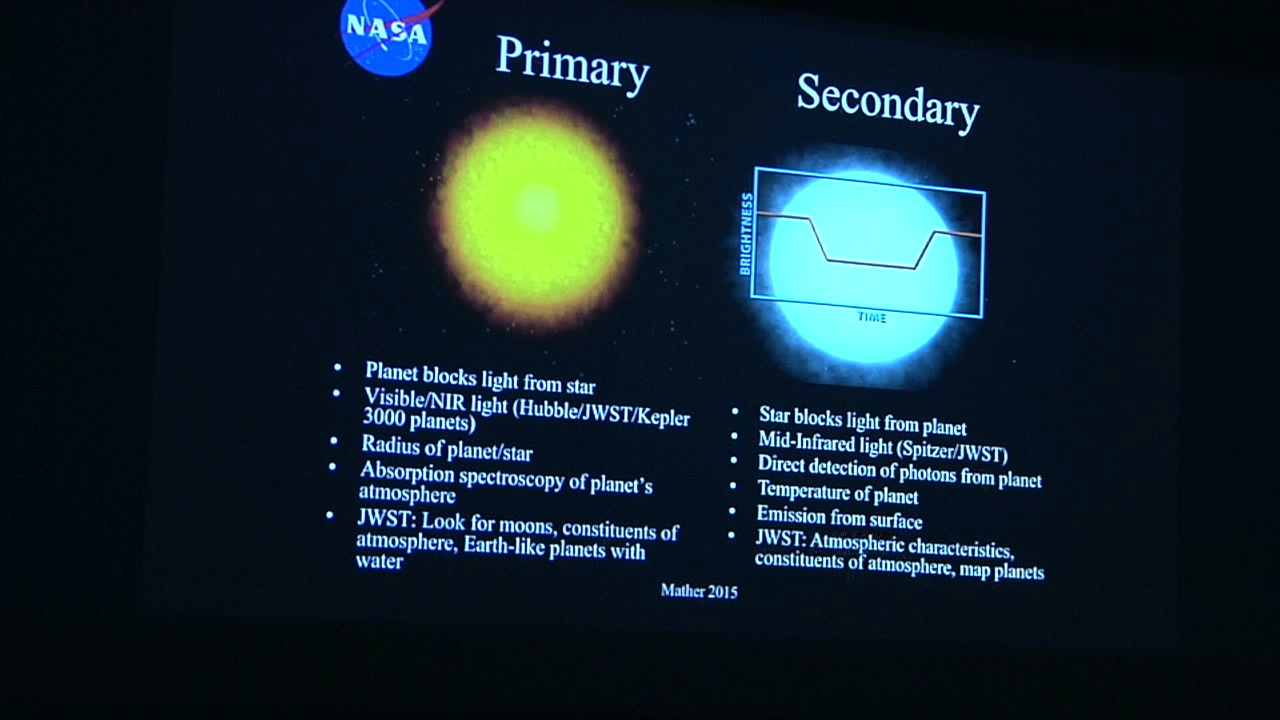 NASA
Primary
Secondary
BRIGHTNESS
TIME
• Planet blocks light from star
• Visible/NIR light (Hubble/JWST/Kepler
3000 planets)
• Radius of planet/star
• Absorption spectroscopy of planet's
atmosphere
• JWST: Look for moons, constituents of
atmosphere, Earth-like planets with
water
• Star blocks light from planet
• Mid-Infrared light (Spitzer/JWST)
• Direct detection of photons from planet
• Temperature of planet
• Emission from surface
• JWST: Atmospheric characteristics,
constituents of atmosphere, map planets
Mather 2015